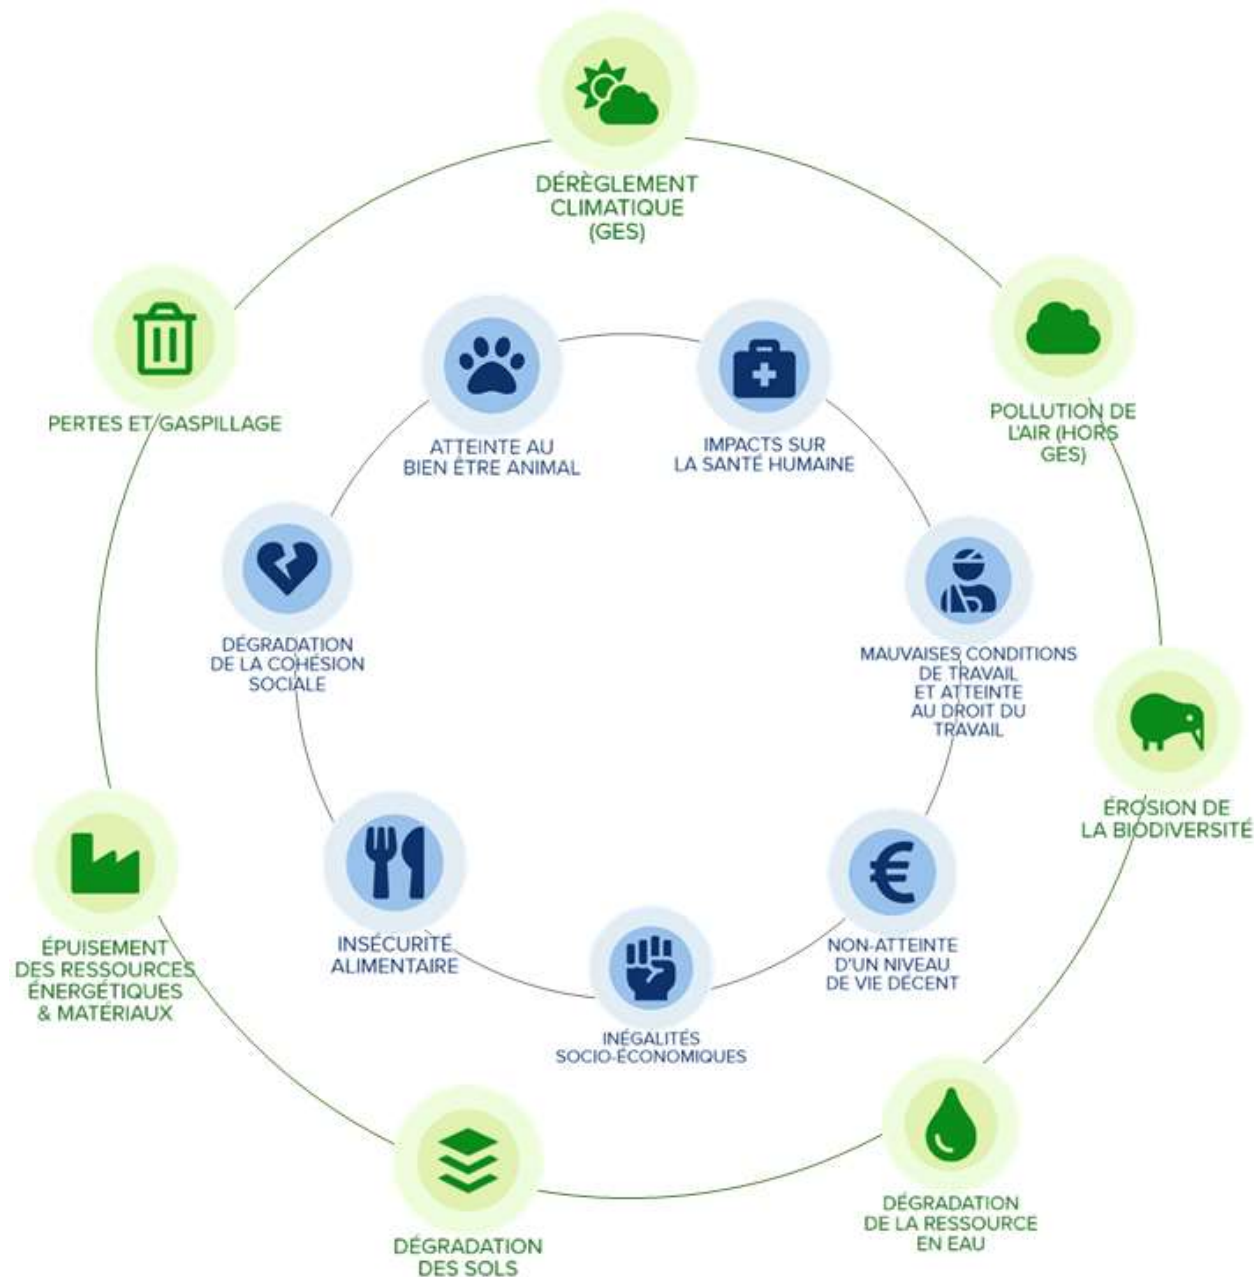 DÉRÈGLEMENT
CLIMATIQUE
(GES)
POLLUTION DE
L'AIR (HORS
GES)
ÉROSION DE
LA BIODIVERSITÉ
DÉGRADATION
DE LA RESSOURCE
EN EAU
DÉGRADATION
DES SOLS
ÉPUISEMENT
DES RESSOURCES
ÉNERGÉTIQUES
& MATÉRIAUX
PERTES ET GASPILLAGE
ATTEINTE AU
BIEN ÊTRE ANIMAL
IMPACTS SUR
LA SANTÉ HUMAINE
MAUVAISES CONDITIONS
DE TRAVAIL
ET ATTEINTE
AU DROIT DU
TRAVAIL
NON-ATTEINTE
D'UN NIVEAU
DE VIE DÉCENT
INÉGALITÉS
SOCIO-ÉCONOMIQUES
INSÉCURITÉ
ALIMENTAIRE
DÉGRADATION
DE LA COHÉSION
SOCIALE